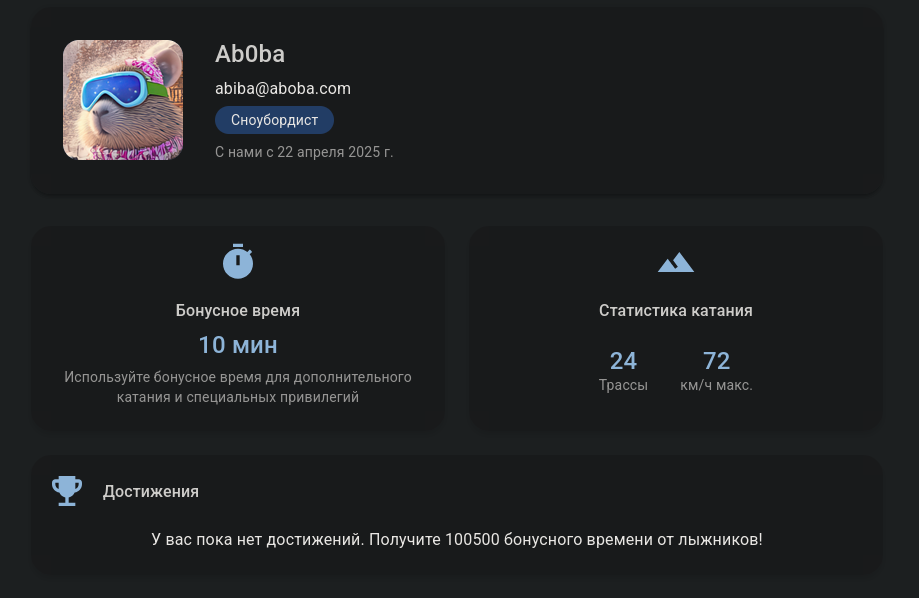 Ab0ba
abiba@aboba.com
Сноубордист
С нами с 22 апреля 2025 г.
Бонусное время
10 мин
Используйте бонусное время для дополнительного
катания и специальных привилегий
Статистика катания
24 72
Трассы км/ч макс.
Достижения
У вас пока нет достижений. Получите 100500 бонусного времени от лыжников!